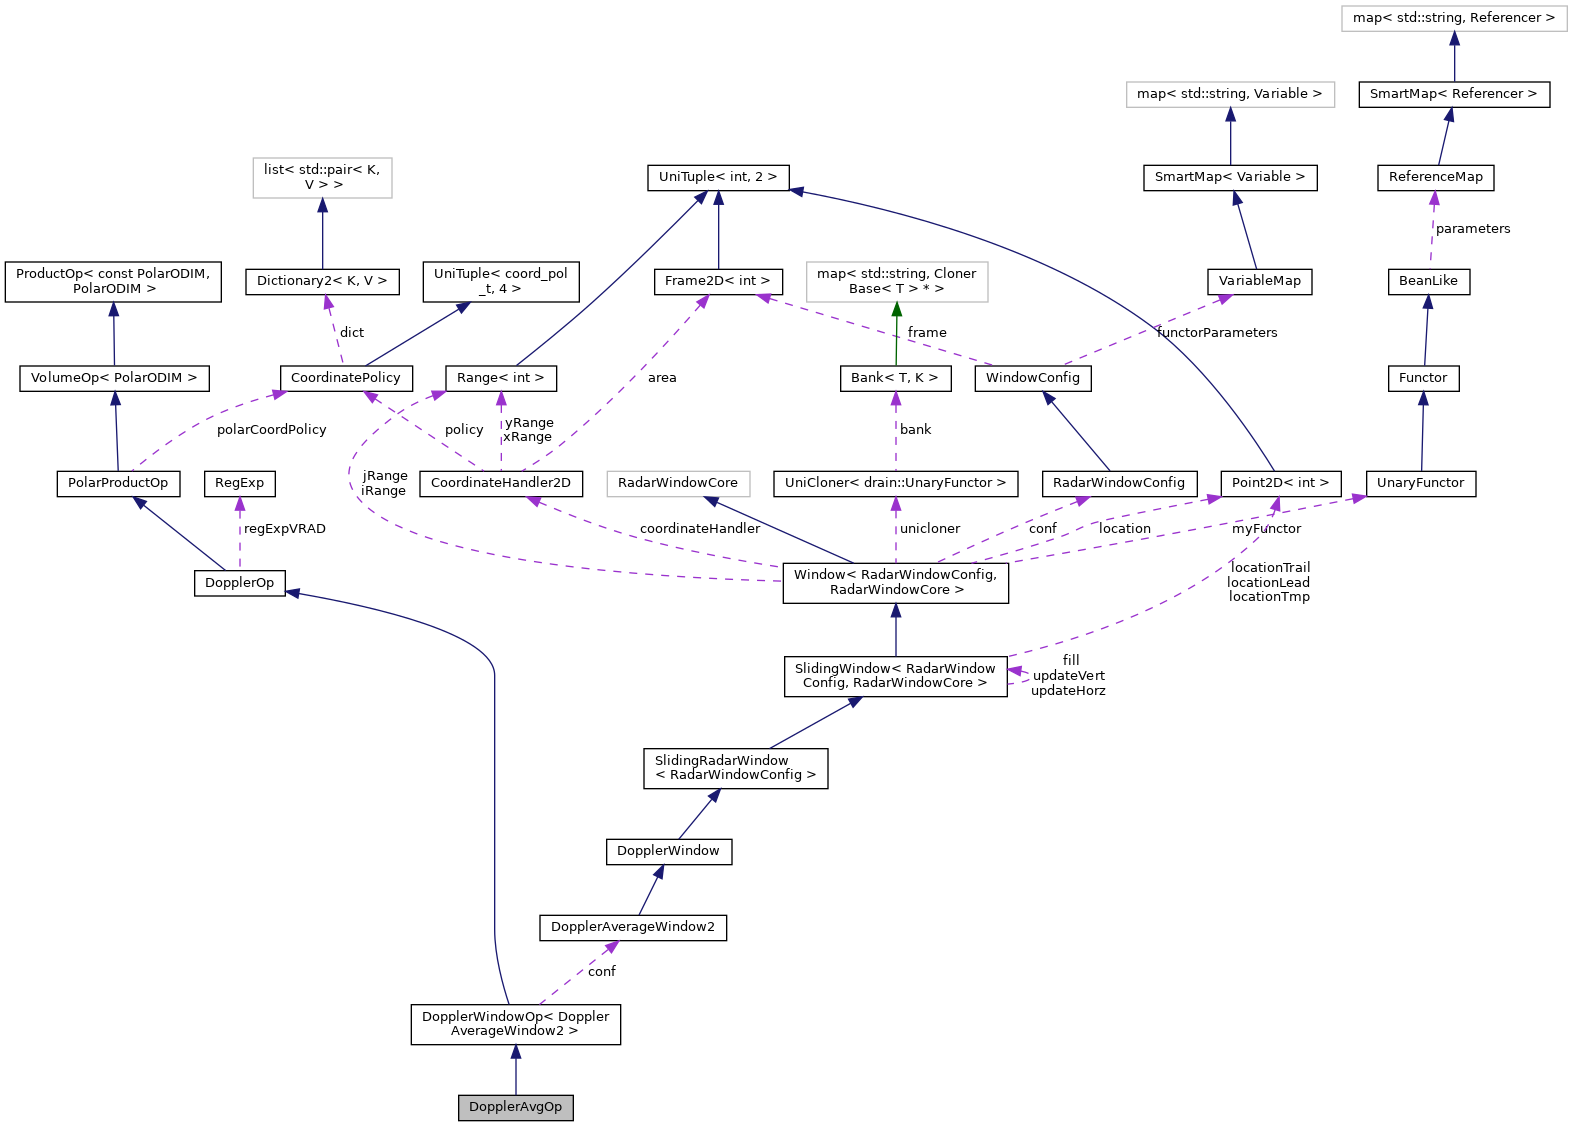 map< std::string, Referencer >
map< std::string, Variable >
SmartMap< Referencer >
list< std::pair< K,
V > >
UniTuple< int, 2 >
SmartMap< Variable >
ReferenceMap
parameters
ProductOp< const PolarODIM,
PolarODIM >
Dictionary2< K, V >
UniTuple< coord_pol
_t, 4 >
Frame2D< int >
map< std::string, Cloner
Base< T > * >
VariableMap
BeanLike
dict
frame
functorParameters
VolumeOp< PolarODIM >
CoordinatePolicy
Range< int >
area
Bank< T, K >
WindowConfig
Functor
polarCoordPolicy
policy
yRange
xRange
bank
jRange
iRange
PolarProductOp
RegExp
CoordinateHandler2D
RadarWindowCore
UniCloner< drain::UnaryFunctor >
RadarWindowConfig
Point2D< int >
UnaryFunctor
regExpVRAD
coordinateHandler
unicloner
conf
location
myFunctor
DopplerOp
Window< RadarWindowConfig,
RadarWindowCore >
locationTrail
locationLead
locationTmp
SlidingWindow< RadarWindow
Config, RadarWindowCore >
fill
updateVert
updateHorz
SlidingRadarWindow
< RadarWindowConfig >
DopplerWindow
DopplerAverageWindow2
conf
DopplerWindowOp< Doppler
AverageWindow2 >
DopplerAvgOp